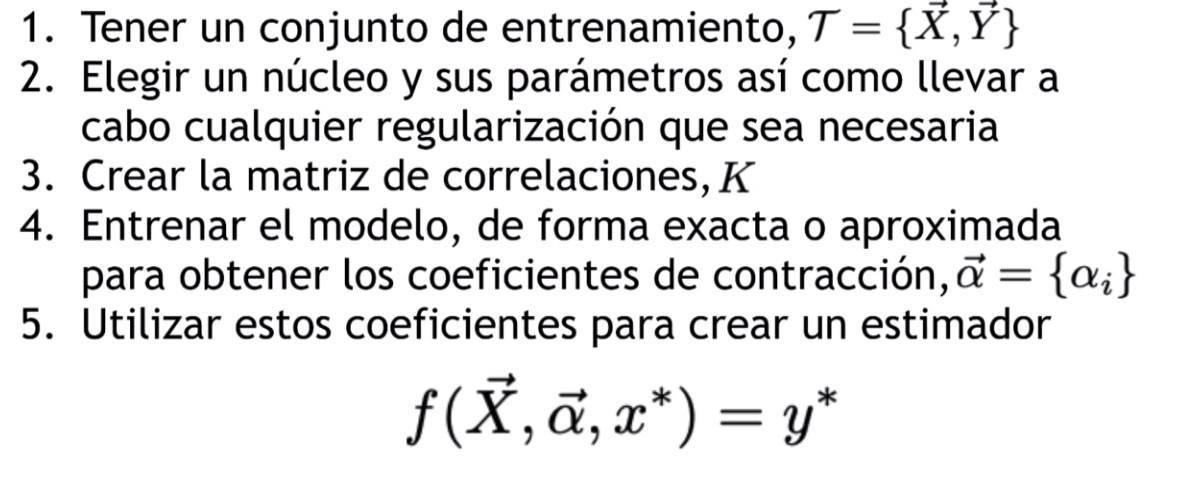 1. Tener un conjunto de entrenamiento, 𝒯 = {X⃗, Y⃗}
2. Elegir un núcleo y sus parámetros así como llevar a
cabo cualquier regularización que sea necesaria
3. Crear la matriz de correlaciones, K
4. Entrenar el modelo, de forma exacta o aproximada
para obtener los coeficientes de contracción, α⃗ = {αᵢ}
5. Utilizar estos coeficientes para crear un estimador
f(X⃗, α⃗, x*) = y*